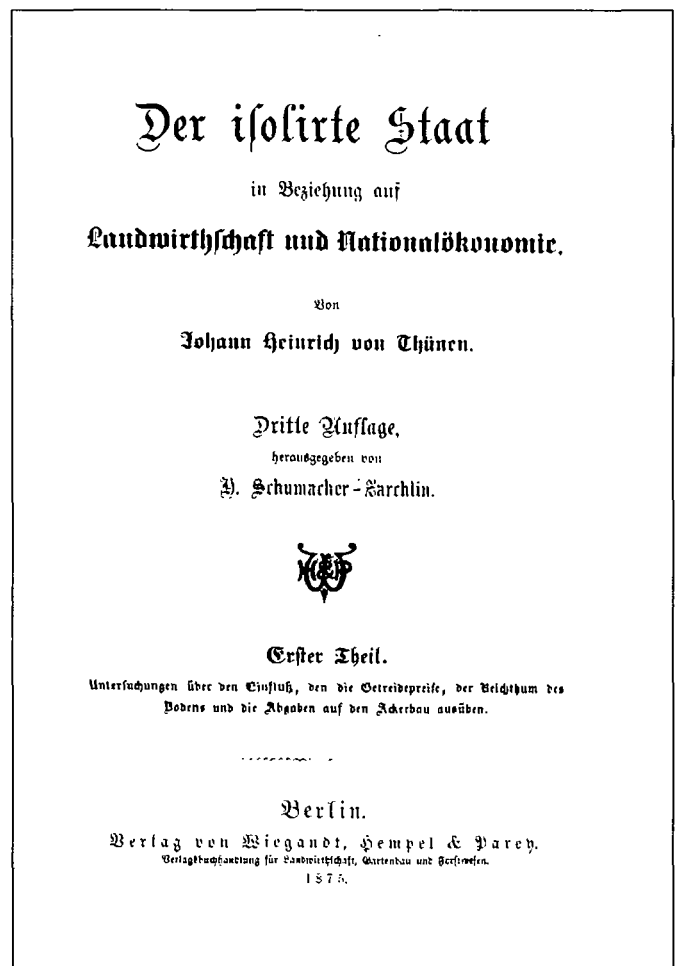 Der iſolirte Staat
in Beziehung auf
Landwirthſchaft und Nationalökonomie.
Von
Johann Heinrich von Thünen.
Dritte Auflage,
herausgegeben von
H. Schumacher-Zarchlin.
Erſter Theil.
Unterſuchungen über den Einfluß, den die Getreidepreiſe, der Reichthum des
Bodens und die Abgaben auf den Ackerbau ausüben.
Berlin.
Verlag von Wiegandt, Hempel & Parey.
Verlagsbuchhandlung für Landwirthſchaft, Gartenbau und Forſtweſen.
1875.